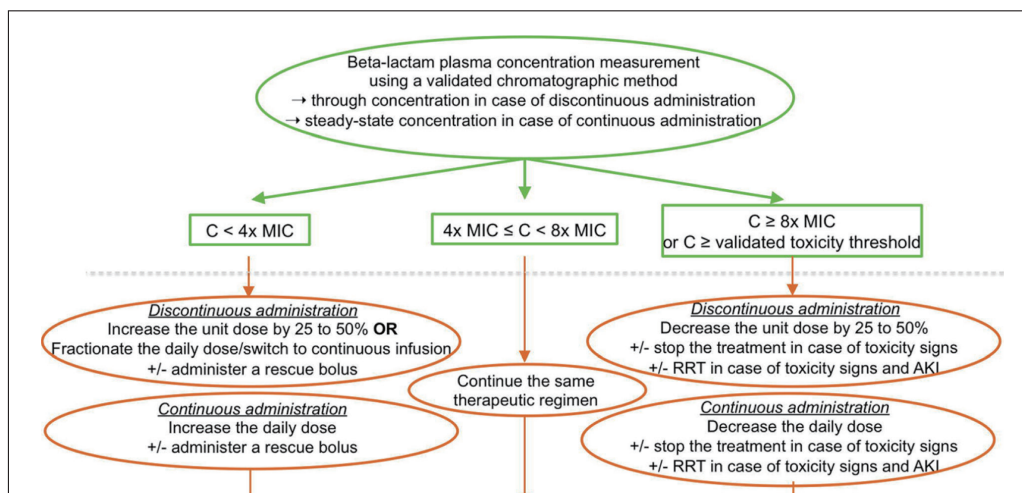 Beta-lactam plasma concentration measurement
using a validated chromatographic method
→ through concentration in case of discontinuous administration
→ steady-state concentration in case of continuous administration
C < 4x MIC
4x MIC ≤ C < 8x MIC
C ≥ 8x MIC
or C ≥ validated toxicity threshold
Discontinuous administration
Increase the unit dose by 25 to 50% OR
Fractionate the daily dose/switch to continuous infusion
+/- administer a rescue bolus
Continuous administration
Increase the daily dose
+/- administer a rescue bolus
Continue the same
therapeutic regimen
Discontinuous administration
Decrease the unit dose by 25 to 50%
+/- stop the treatment in case of toxicity signs
+/- RRT in case of toxicity signs and AKI
Continuous administration
Decrease the daily dose
+/- stop the treatment in case of toxicity signs
+/- RRT in case of toxicity signs and AKI